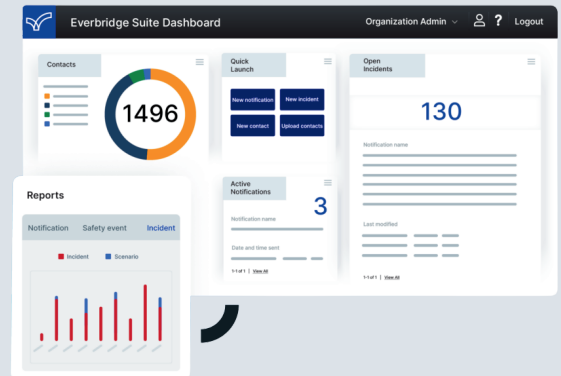 Everbridge Suite Dashboard
Organization Admin
?
Logout
Contacts
1496
Quick
Launch
New notification
New incident
New contact
Upload contacts
Open
Incidents
130
Notification name
Last modified
1-1 of 1 | View All
Active
Notifications
3
Notification name
Date and time sent
1-1 of 1 | View All
Reports
Notification
Safety event
Incident
Incident
Scenario